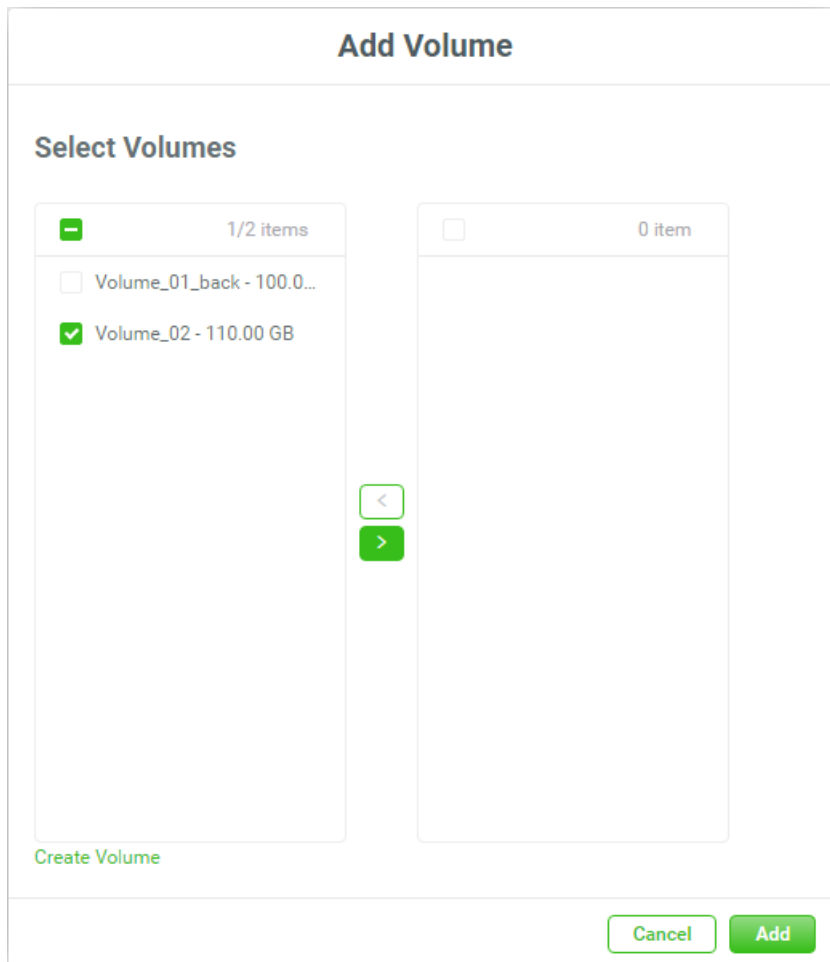 Add Volume
Select Volumes
1/2 items
0 item
Volume_01_back - 100.0...
Volume_02 - 110.00 GB
<
>
Create Volume
Cancel
Add